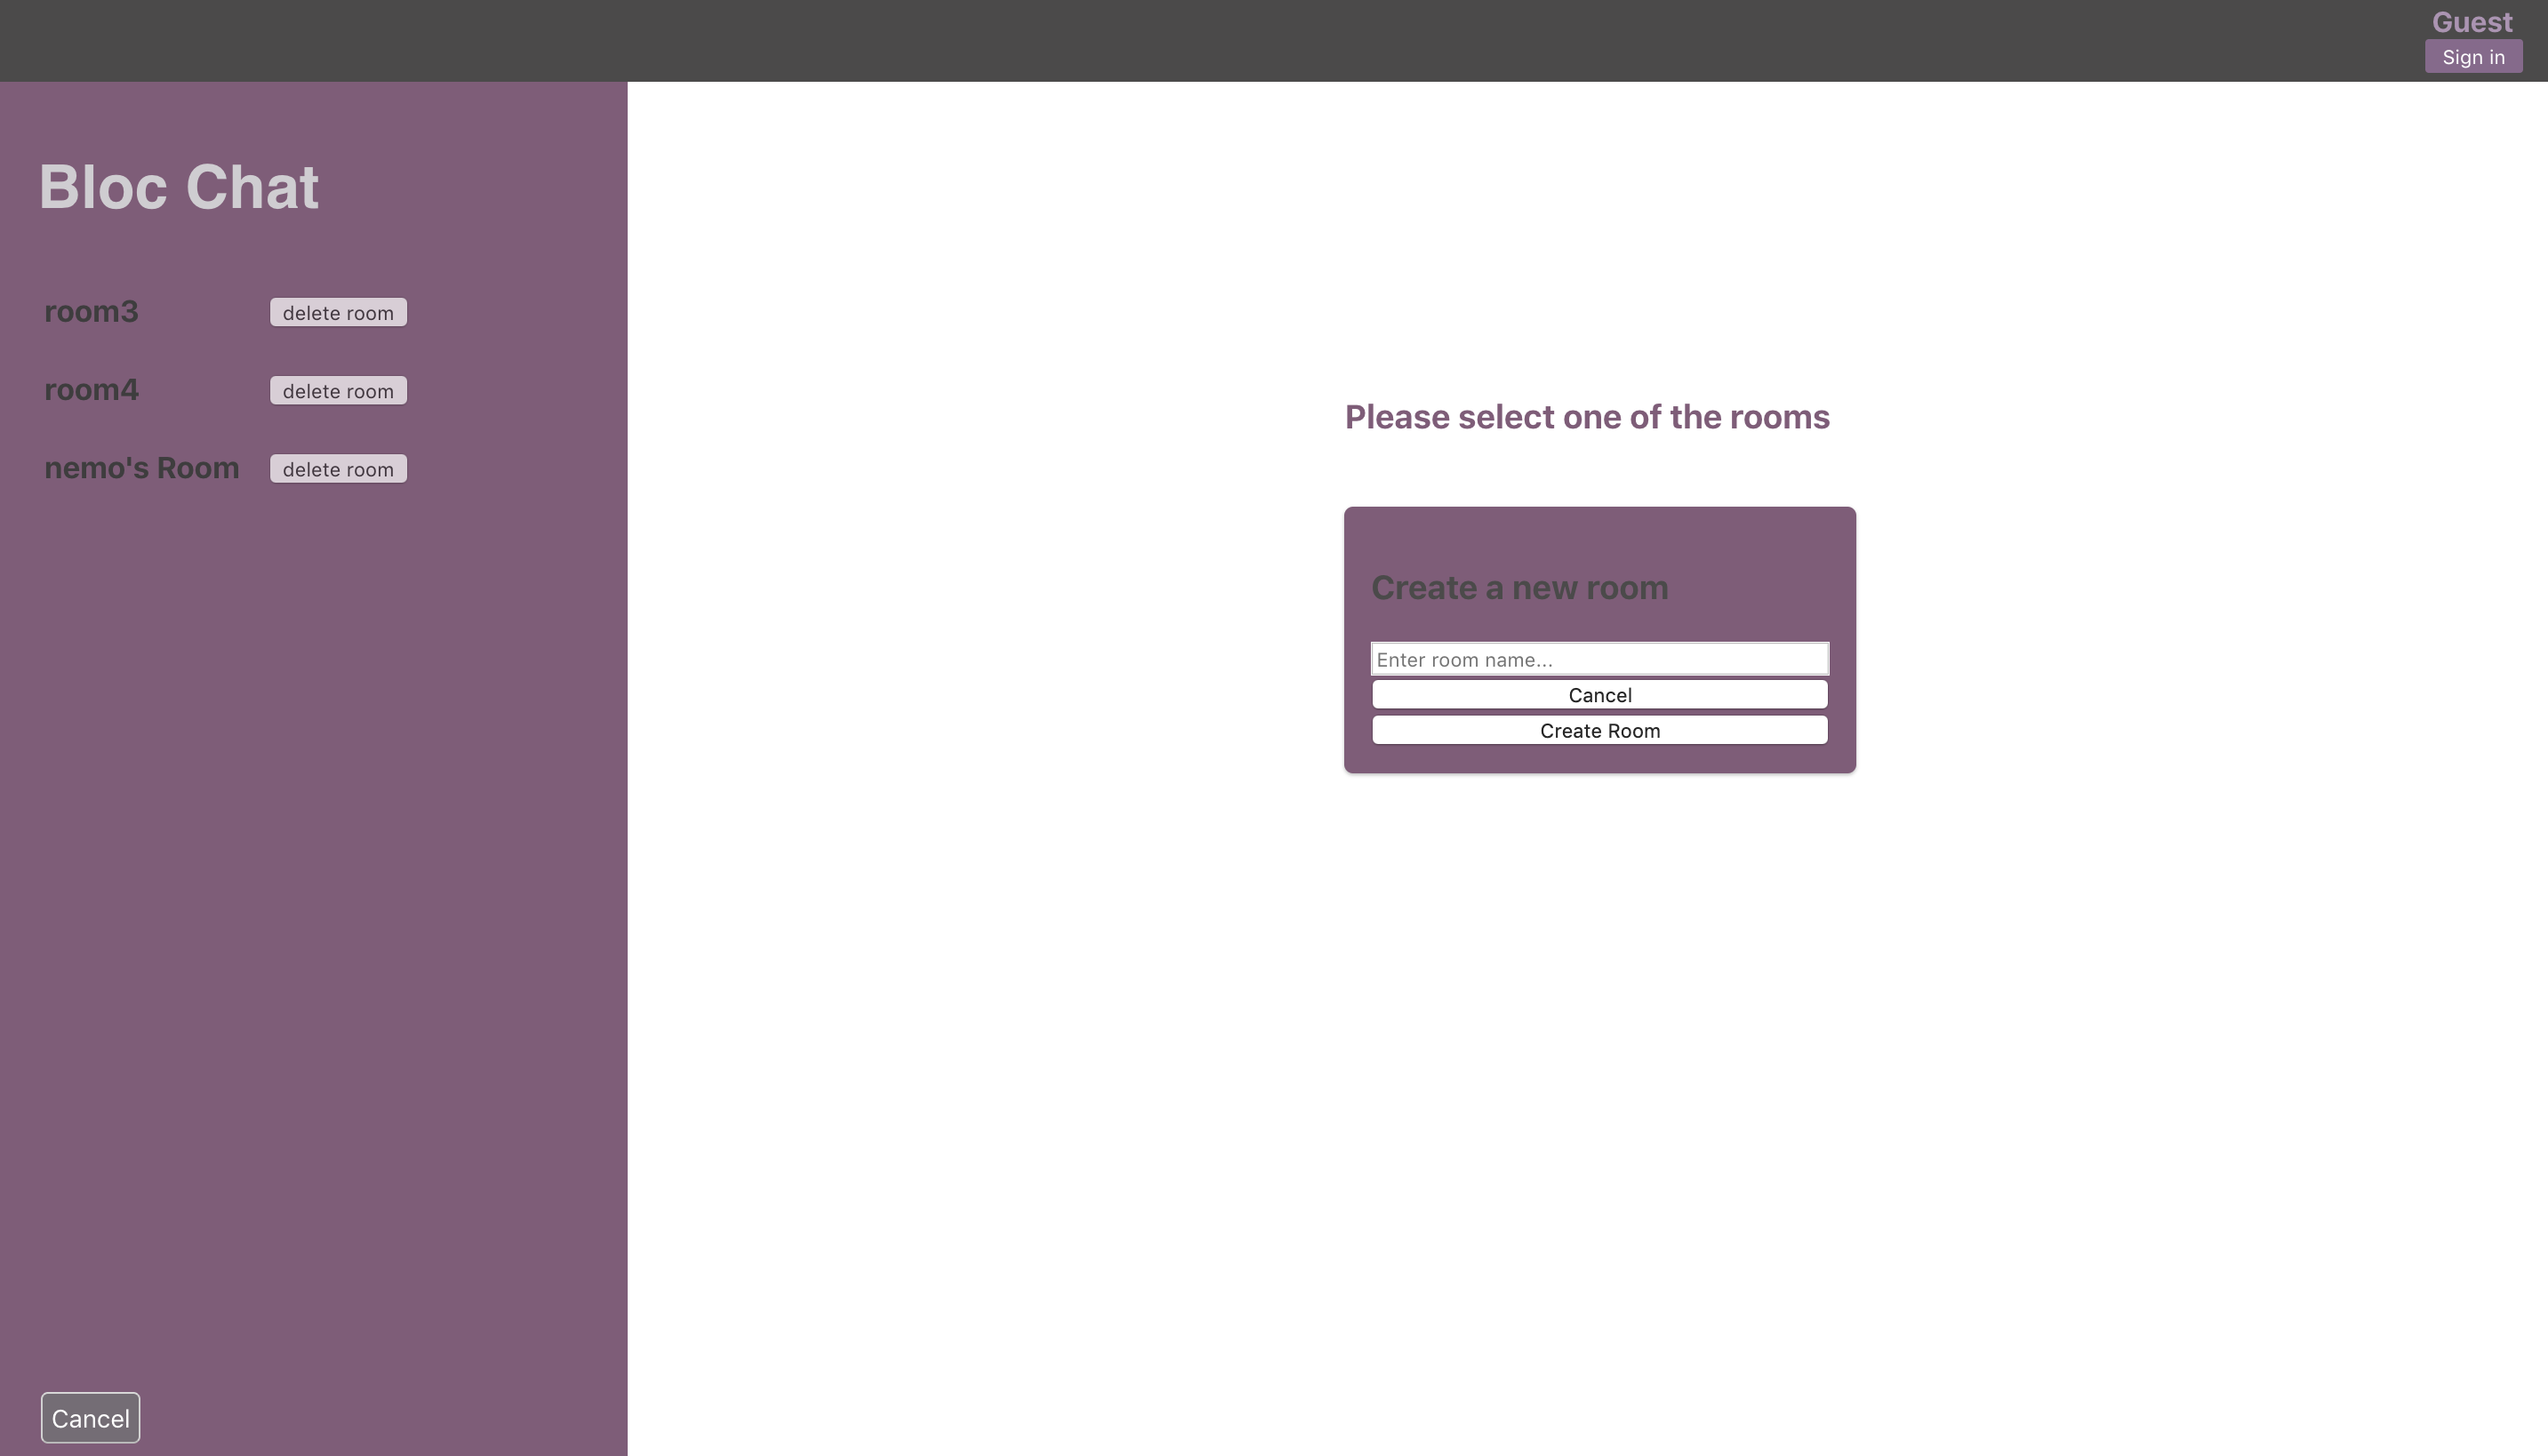 Guest
Sign in
Bloc Chat
room3 delete room
room4 delete room
nemo's Room delete room
Please select one of the rooms
Create a new room
Enter room name...
Cancel
Create Room
Cancel